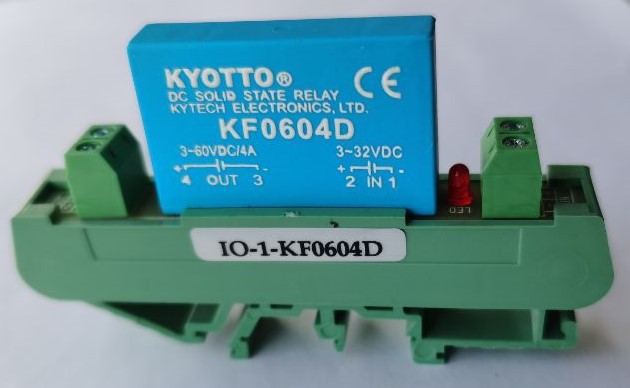 KYOTTO® CE
DC SOLID STATE RELAY
KYTECH ELECTRONICS, LTD.
KF0604D
3~60VDC/4A 3~32VDC
- +
4 OUT 3 + - 2 IN 1
LED
IO-1-KF0604D